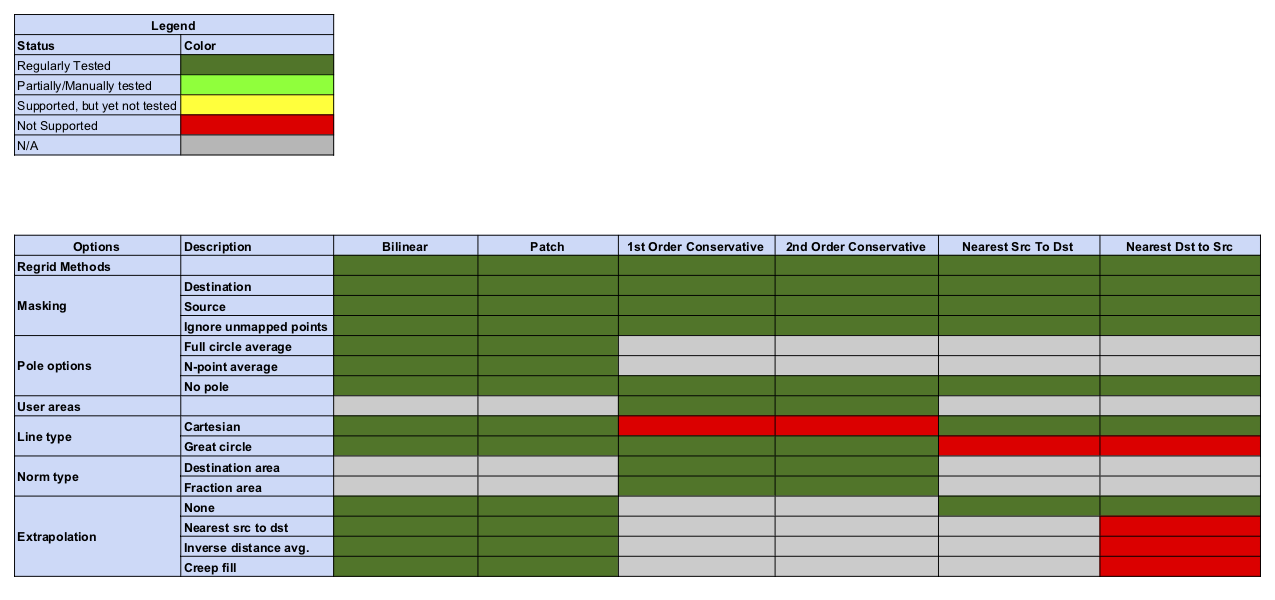 Legend
Status Color
Regularly Tested
Partially/Manually tested
Supported, but yet not tested
Not Supported
N/A
Options Description Bilinear Patch 1st Order Conservative 2nd Order Conservative Nearest Src To Dst Nearest Dst to Src
Regrid Methods
Masking
Destination
Source
Ignore unmapped points
Pole options
Full circle average
N-point average
No pole
User areas
Line type
Cartesian
Great circle
Norm type
Destination area
Fraction area
Extrapolation
None
Nearest src to dst
Inverse distance avg.
Creep fill